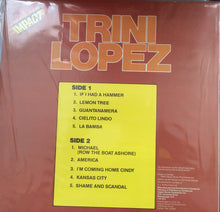 IMPACT
TRINI
LOPEZ
SIDE 1
1. IF I HAD A HAMMER
2. LEMON TREE
3. GUANTANAMERA
4. CIELITO LINDO
5. LA BAMBA
SIDE 2
1. MICHAEL
(ROW THE BOAT ASHORE)
2. AMERICA
3. I'M COMING HOME CINDY
4. KANSAS CITY
5. SHAME AND SCANDAL